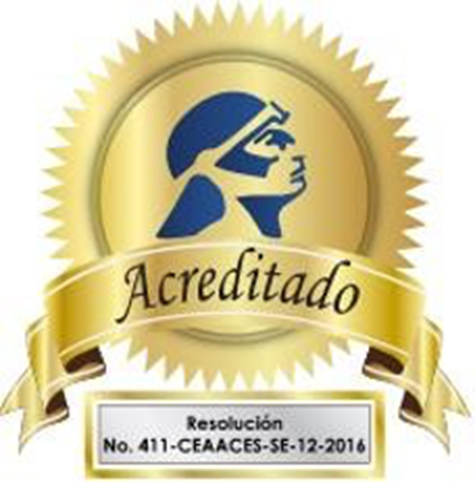 Acreditado
Resolución
No. 411-CEAACES-SE-12-2016